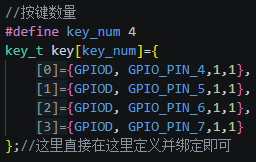 //按键数量
#define key_num 4
key_t key[key_num]={
[0]={GPIOD, GPIO_PIN_4,1,1},
[1]={GPIOD, GPIO_PIN_5,1,1},
[2]={GPIOD, GPIO_PIN_6,1,1},
[3]={GPIOD, GPIO_PIN_7,1,1}
};//这里直接在这里定义并绑定即可